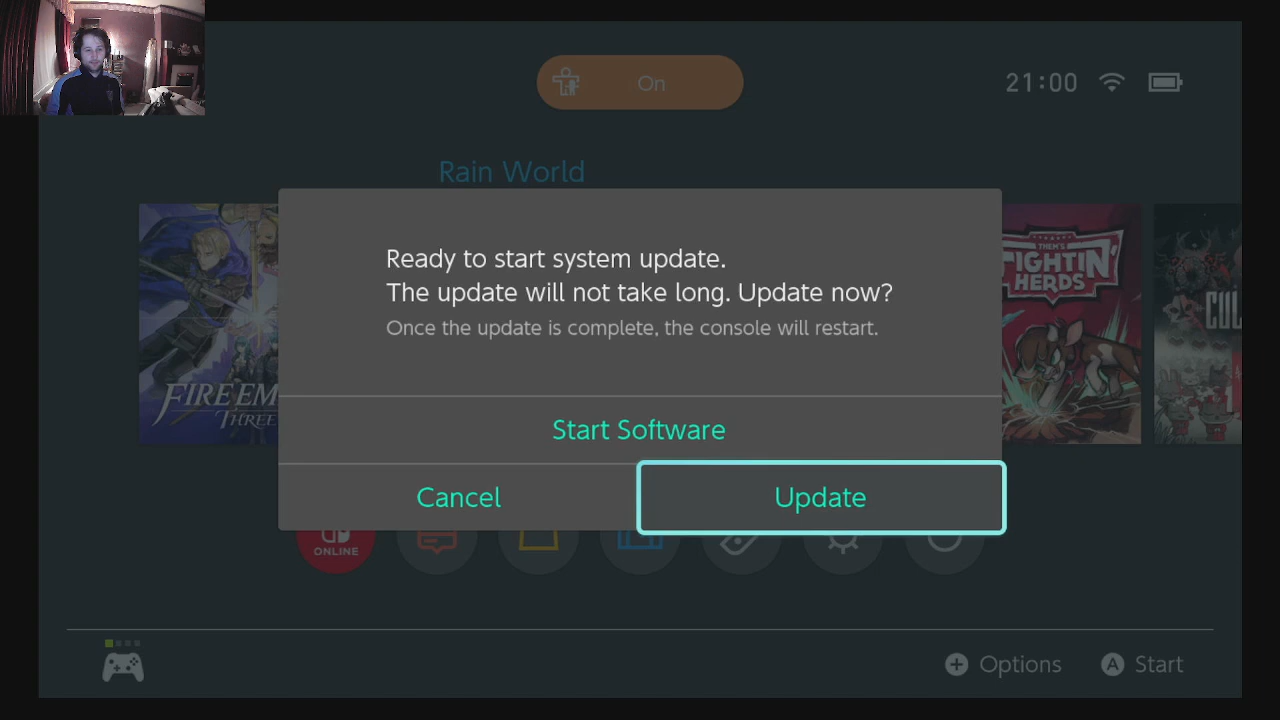 On
21:00
Rain World
Ready to start system update.
The update will not take long. Update now?
Once the update is complete, the console will restart.
FIRE EM
THREE
THEM'S
FIGHTIN'
HERDS
CUL
Start Software
Cancel
Update
ONLINE
Options
A
Start